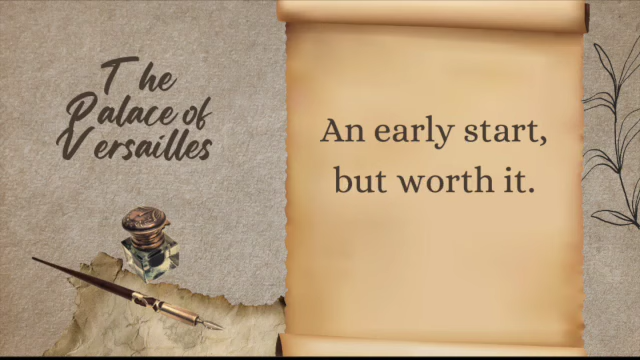 The
Palace of
Versailles
An early start,
but worth it.